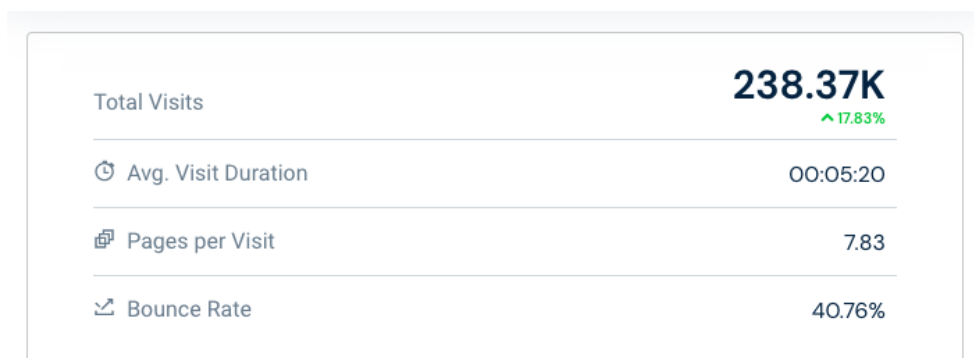 Total Visits
238.37K
17.83%
Avg. Visit Duration
00:05:20
Pages per Visit
7.83
Bounce Rate
40.76%